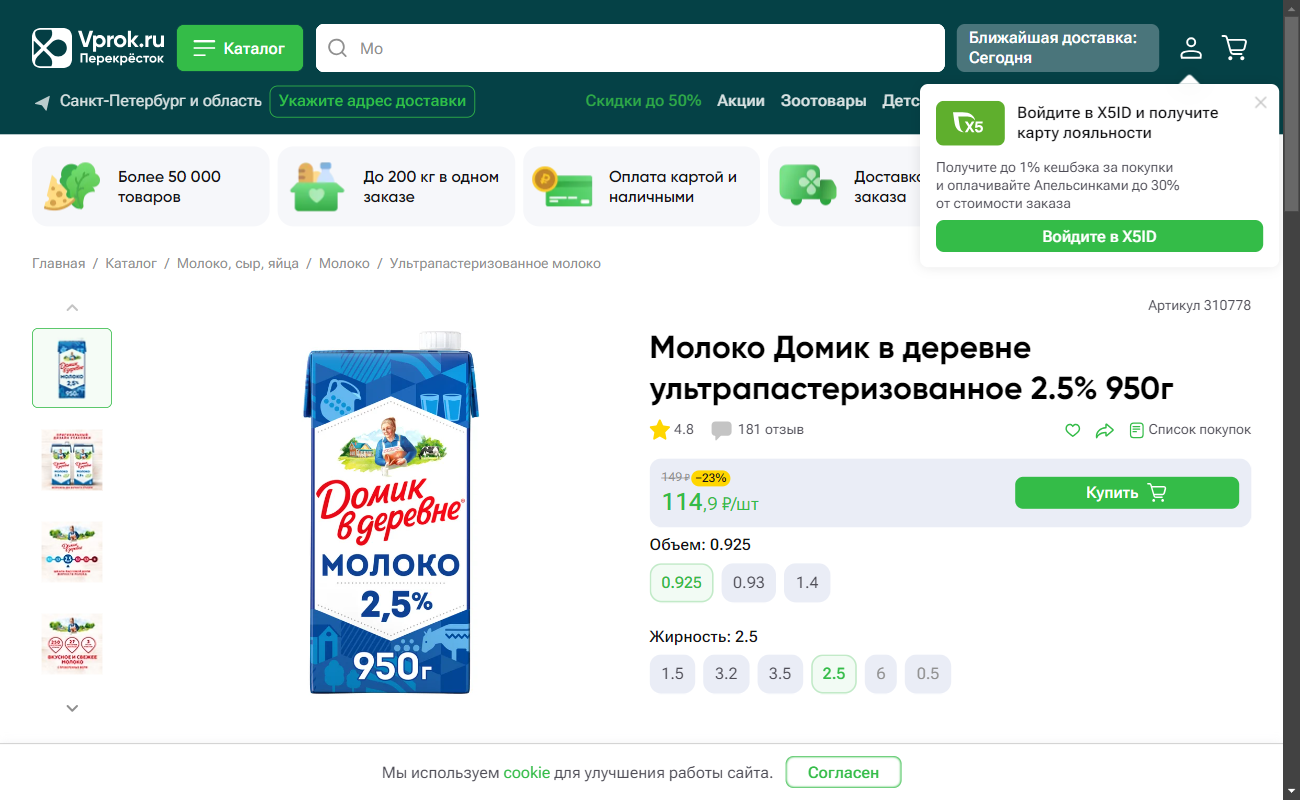 Vprok.ru
Перекрёсток
Каталог
Мо
Ближайшая доставка:
Сегодня
Санкт-Петербург и область
Укажите адрес доставки
Скидки до 50%
Акции
Зоотовары
Детс
X5
Войдите в X5ID и получите
карту лояльности
Получите до 1% кешбэка за покупки
и оплачивайте Апельсинками до 30%
от стоимости заказа
Войдите в X5ID
Более 50 000
товаров
До 200 кг в одном
заказе
Оплата картой и
наличными
Доставка
заказа
Главная / Каталог / Молоко, сыр, яйца / Молоко / Ультрапастеризованное молоко
Артикул 310778
Домик
в деревне
МОЛОКО
2,5%
950г
Домик
в деревне
МОЛОКО
2,5%
950г
Молоко Домик в деревне
ультрапастеризованное 2.5% 950г
4.8
181 отзыв
Список покупок
149 ₽ −23%
114,9 ₽/шт
Купить
Объем: 0.925
0.925
0.93
1.4
Жирность: 2.5
1.5
3.2
3.5
2.5
6
0.5
Мы используем cookie для улучшения работы сайта.
Согласен